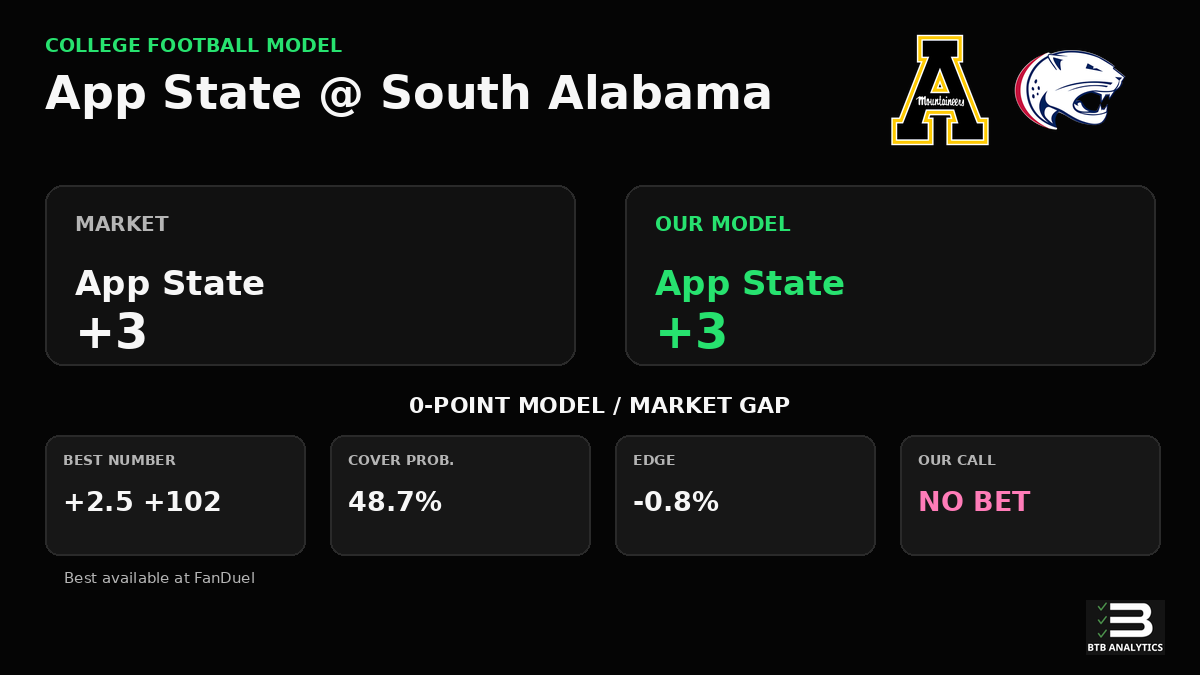 COLLEGE FOOTBALL MODEL
App State @ South Alabama
Mountaineers
MARKET
App State
+3
OUR MODEL
App State
+3
0-POINT MODEL / MARKET GAP
BEST NUMBER
+2.5 +102
COVER PROB.
48.7%
EDGE
-0.8%
OUR CALL
NO BET
Best available at FanDuel
BTB ANALYTICS